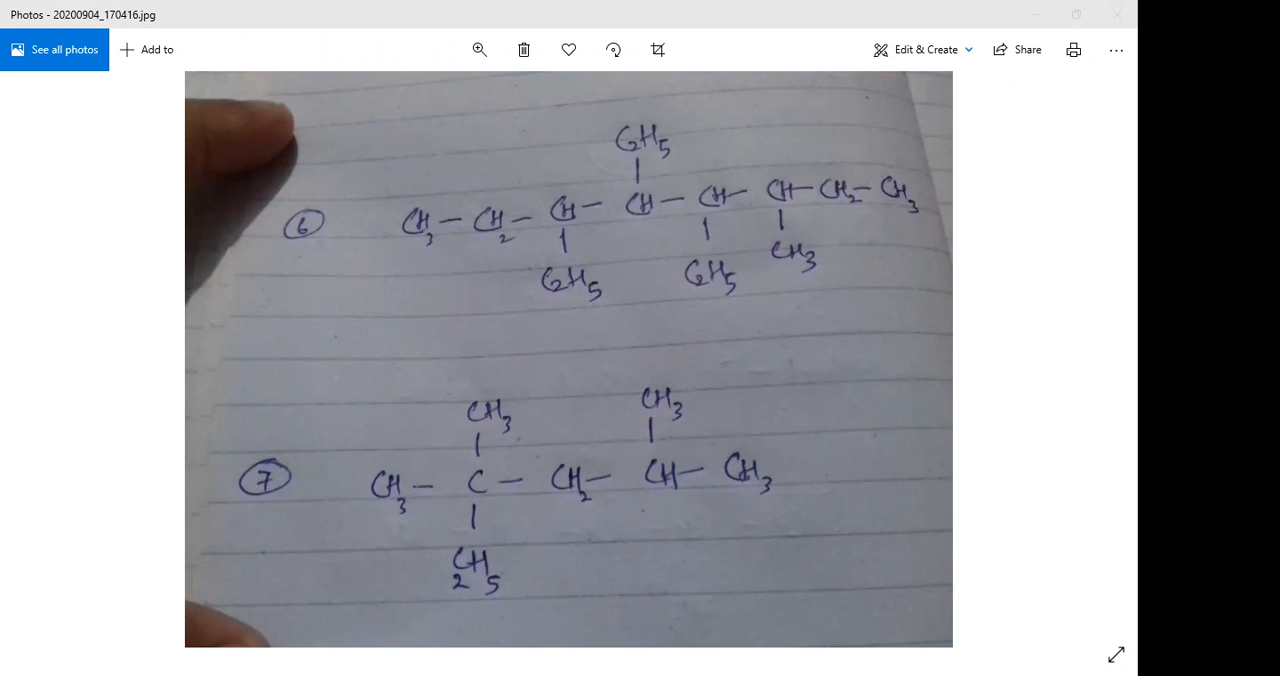 Photos - 20200904_170416.jpg
See all photos
Add to
Edit & Create
Share
C2H5
6 CH3 - CH2 - CH - CH - CH - CH - CH2 - CH3
C2H5 C2H5 CH3
CH3 CH3
7 CH3 - C - CH2 - CH - CH3
C2H5